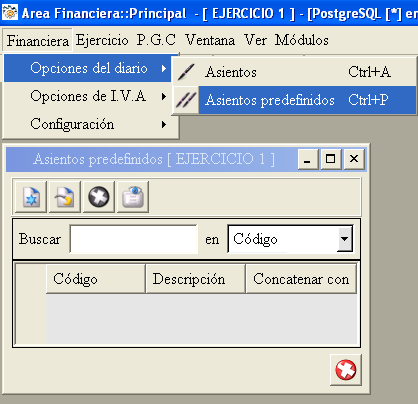 Area Financiera::Principal - [ EJERCICIO 1 ] - [PostgreSQL [*] en
Financiera Ejercicio P.G.C Ventana Ver Módulos
Opciones del diario
Asientos Ctrl+A
Opciones de I.V.A
Asientos predefinidos Ctrl+P
Configuración
Asientos predefinidos [ EJERCICIO 1 ]
Buscar en Código
Código Descripción Concatenar con